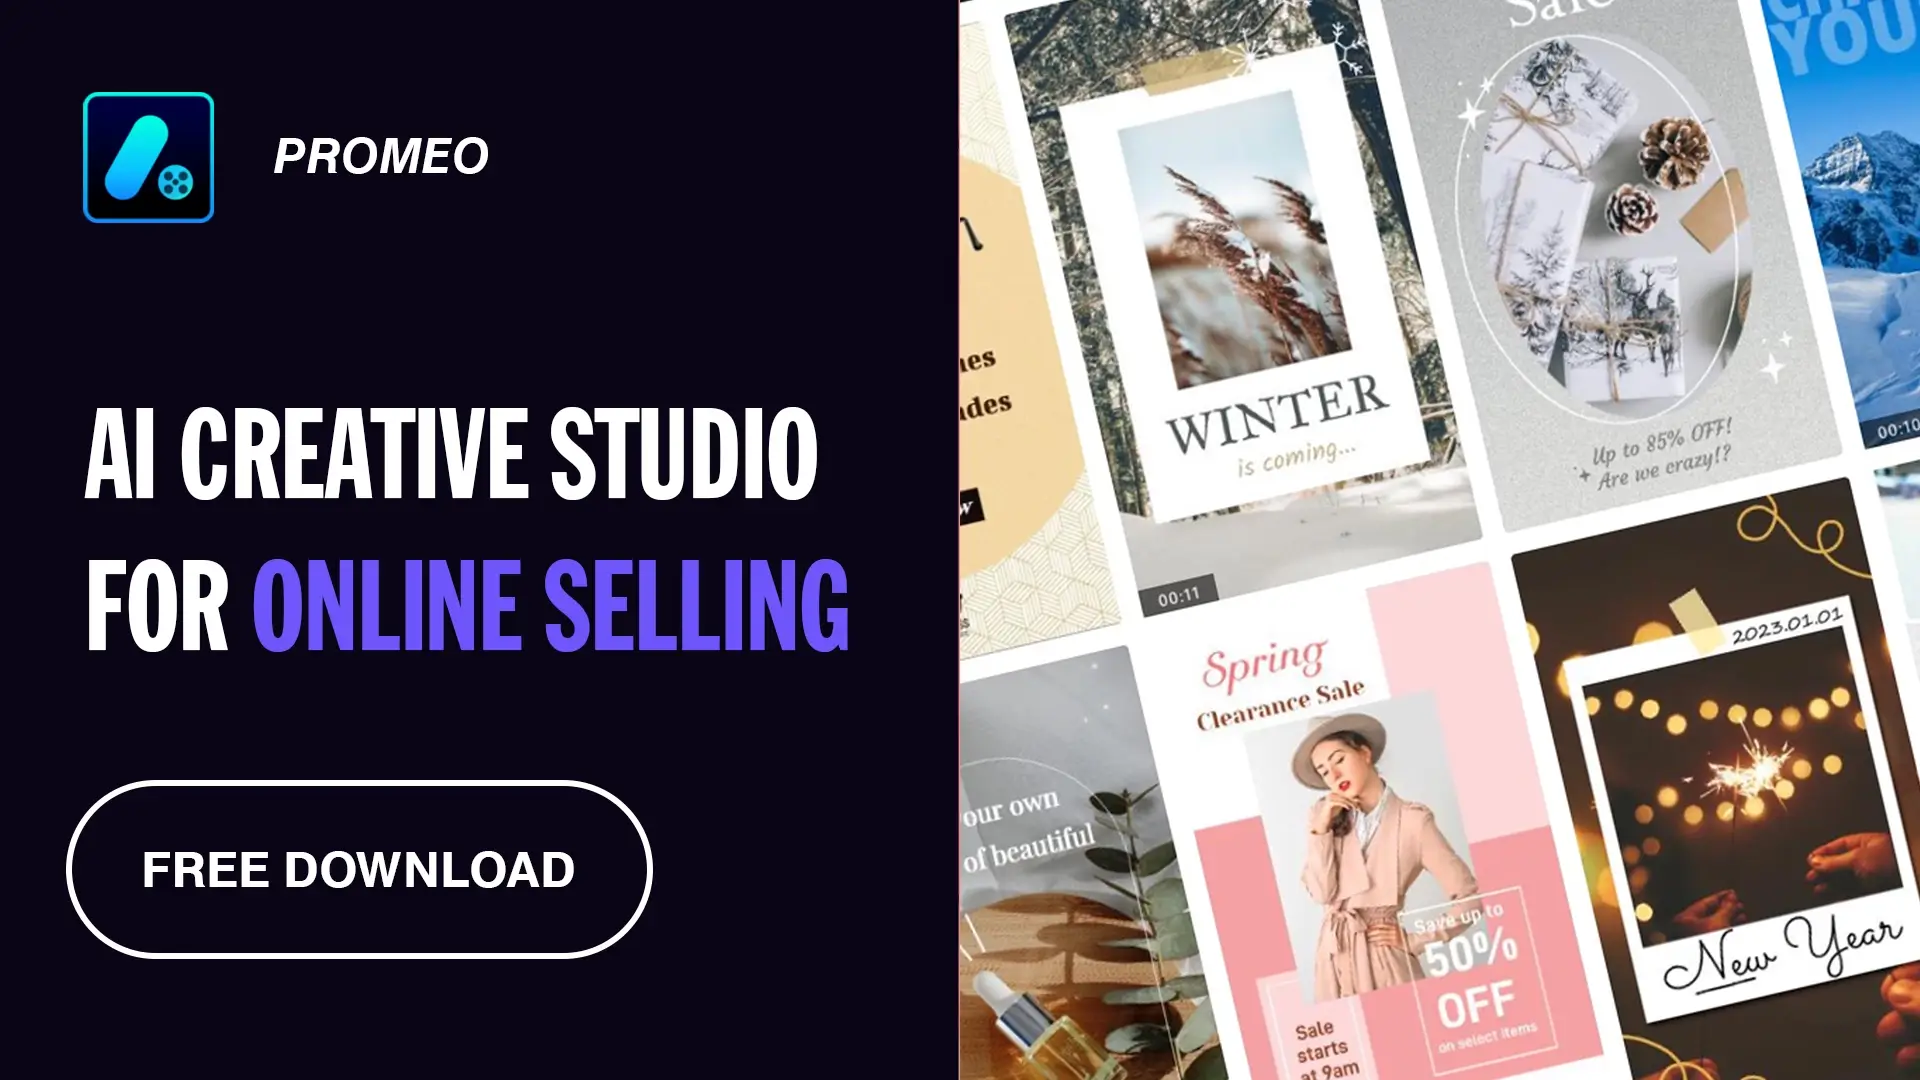 PROMEO
AI CREATIVE STUDIO
FOR ONLINE SELLING
FREE DOWNLOAD
WINTER
is coming...
00:11
Sale
Up to 85% OFF!
Are we crazy!?
YOU
00:10
our own
of beautiful
Spring
Clearance Sale
Save up to
50%
OFF
on select items
Sale
starts
at 9am
2023.01.01
New Year